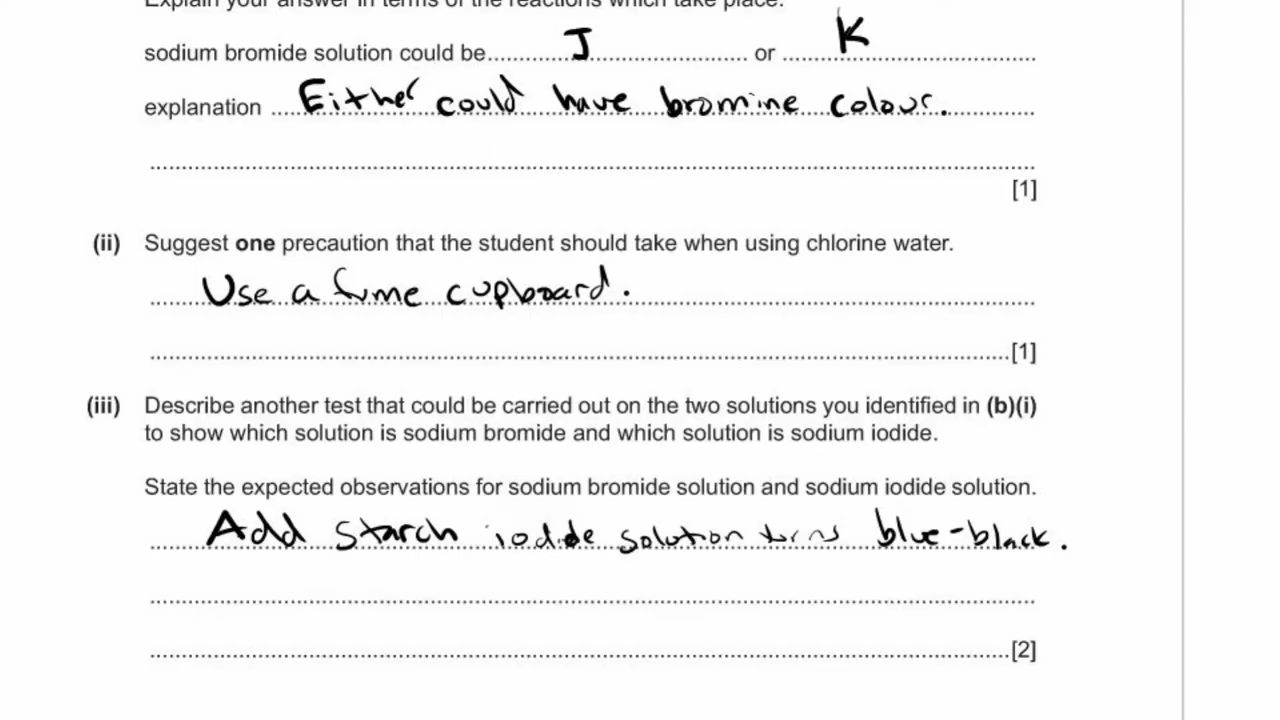 Explain your answer in terms of the reactions which take place.
sodium bromide solution could be............J............ or ............K............
explanation Either could have bromine colour.
[1]
(ii) Suggest one precaution that the student should take when using chlorine water.
Use a fume cupboard.
[1]
(iii) Describe another test that could be carried out on the two solutions you identified in (b)(i)
to show which solution is sodium bromide and which solution is sodium iodide.
State the expected observations for sodium bromide solution and sodium iodide solution.
Add starch iodide solution turns blue-black.
[2]